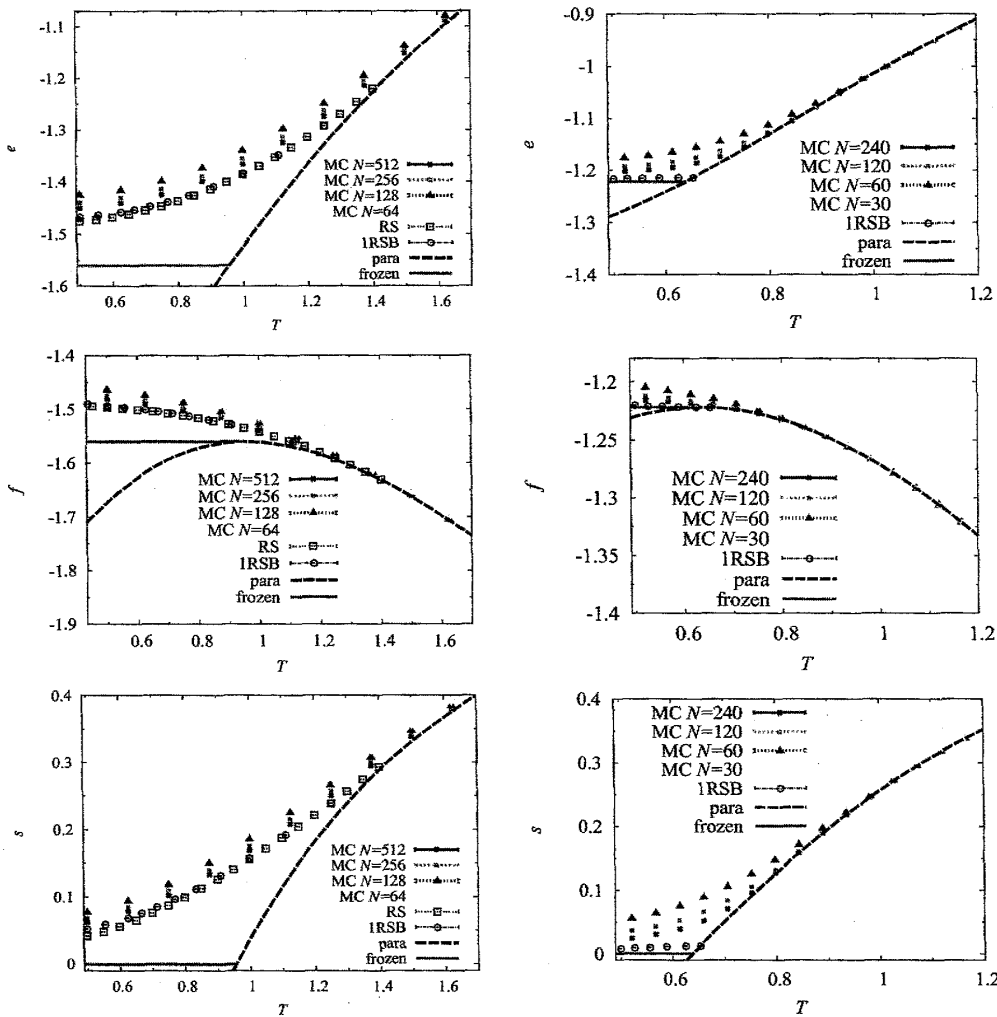 -1.1
-1.2
-1.3
-1.4
-1.5
-1.6
e
0.6 0.8 1 1.2 1.4 1.6
T
MC N=512
MC N=256
MC N=128
MC N=64
RS
1RSB
para
frozen
-0.9
-1
-1.1
-1.2
-1.3
-1.4
e
0.6 0.8 1 1.2
T
MC N=240
MC N=120
MC N=60
MC N=30
1RSB
para
frozen
-1.4
-1.5
-1.6
-1.7
-1.8
-1.9
f
0.6 0.8 1 1.2 1.4 1.6
T
MC N=512
MC N=256
MC N=128
MC N=64
RS
1RSB
para
frozen
-1.2
-1.25
-1.3
-1.35
-1.4
f
0.6 0.8 1 1.2
T
MC N=240
MC N=120
MC N=60
MC N=30
1RSB
para
frozen
0.4
0.3
0.2
0.1
0
s
0.6 0.8 1 1.2 1.4 1.6
T
MC N=512
MC N=256
MC N=128
MC N=64
RS
1RSB
para
frozen
0.4
0.3
0.2
0.1
0
s
0.6 0.8 1 1.2
T
MC N=240
MC N=120
MC N=60
MC N=30
1RSB
para
frozen